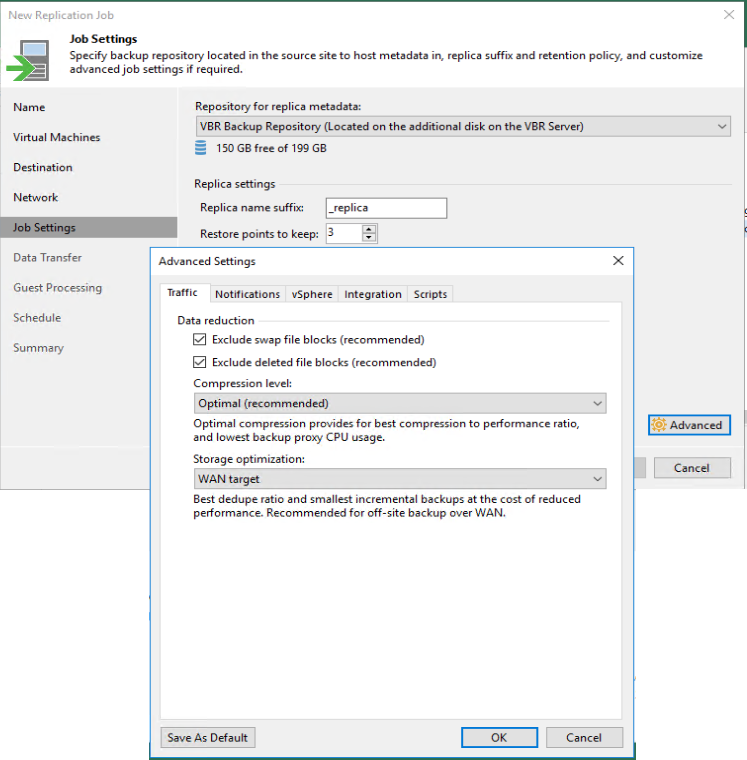 New Replication Job
Job Settings
Specify backup repository located in the source site to host metadata in, replica suffix and retention policy, and customize
advanced job settings if required.
Name
Virtual Machines
Destination
Network
Job Settings
Data Transfer
Guest Processing
Schedule
Summary
Repository for replica metadata:
VBR Backup Repository (Located on the additional disk on the VBR Server)
150 GB free of 199 GB
Replica settings
Replica name suffix: _replica
Restore points to keep: 3
Advanced
Cancel
Advanced Settings
Traffic Notifications vSphere Integration Scripts
Data reduction
Exclude swap file blocks (recommended)
Exclude deleted file blocks (recommended)
Compression level:
Optimal (recommended)
Optimal compression provides for best compression to performance ratio,
and lowest backup proxy CPU usage.
Storage optimization:
WAN target
Best dedupe ratio and smallest incremental backups at the cost of reduced
performance. Recommended for off-site backup over WAN.
Save As Default OK Cancel